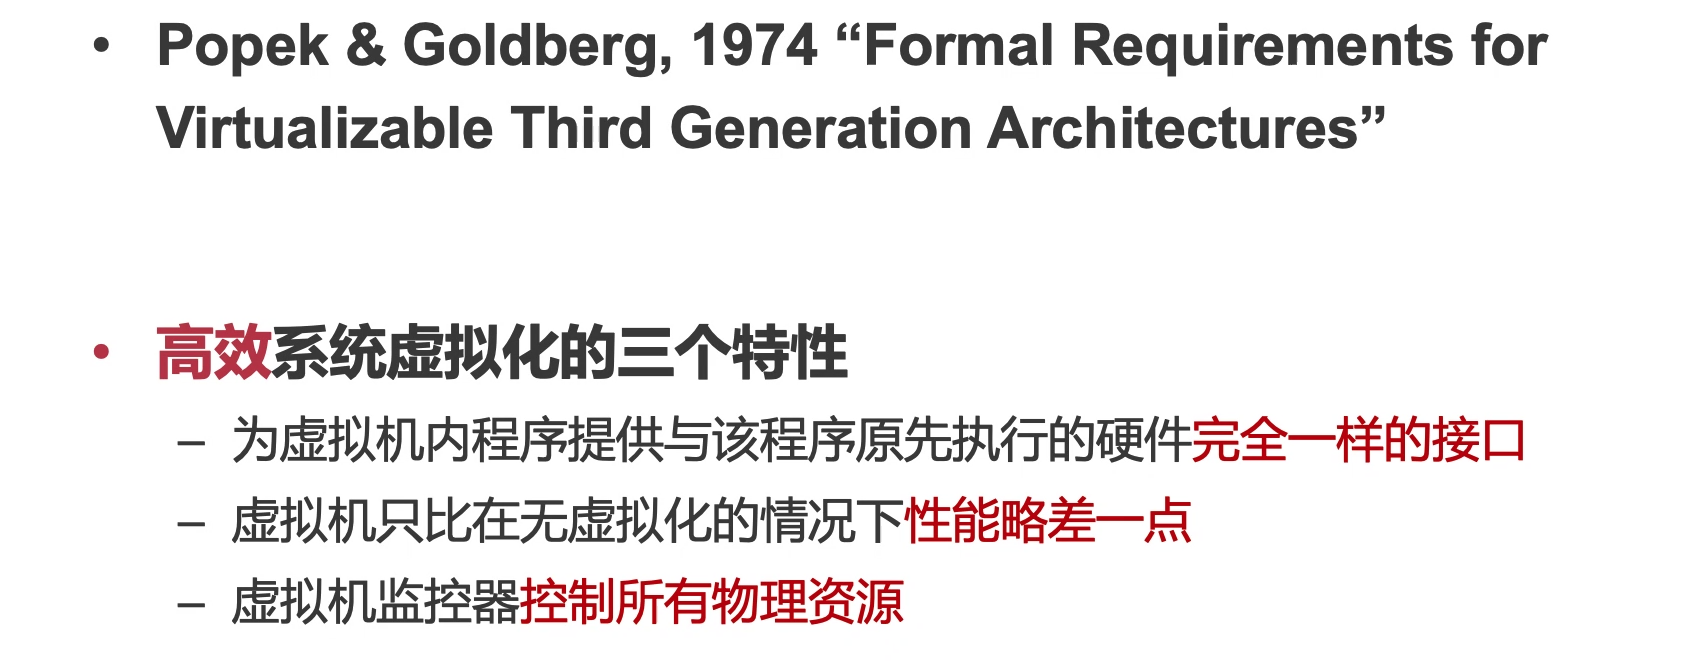 • Popek & Goldberg, 1974 “Formal Requirements for
Virtualizable Third Generation Architectures”
• 高效系统虚拟化的三个特性
– 为虚拟机内程序提供与该程序原先执行的硬件完全一样的接口
– 虚拟机只比在无虚拟化的情况下性能略差一点
– 虚拟机监控器控制所有物理资源